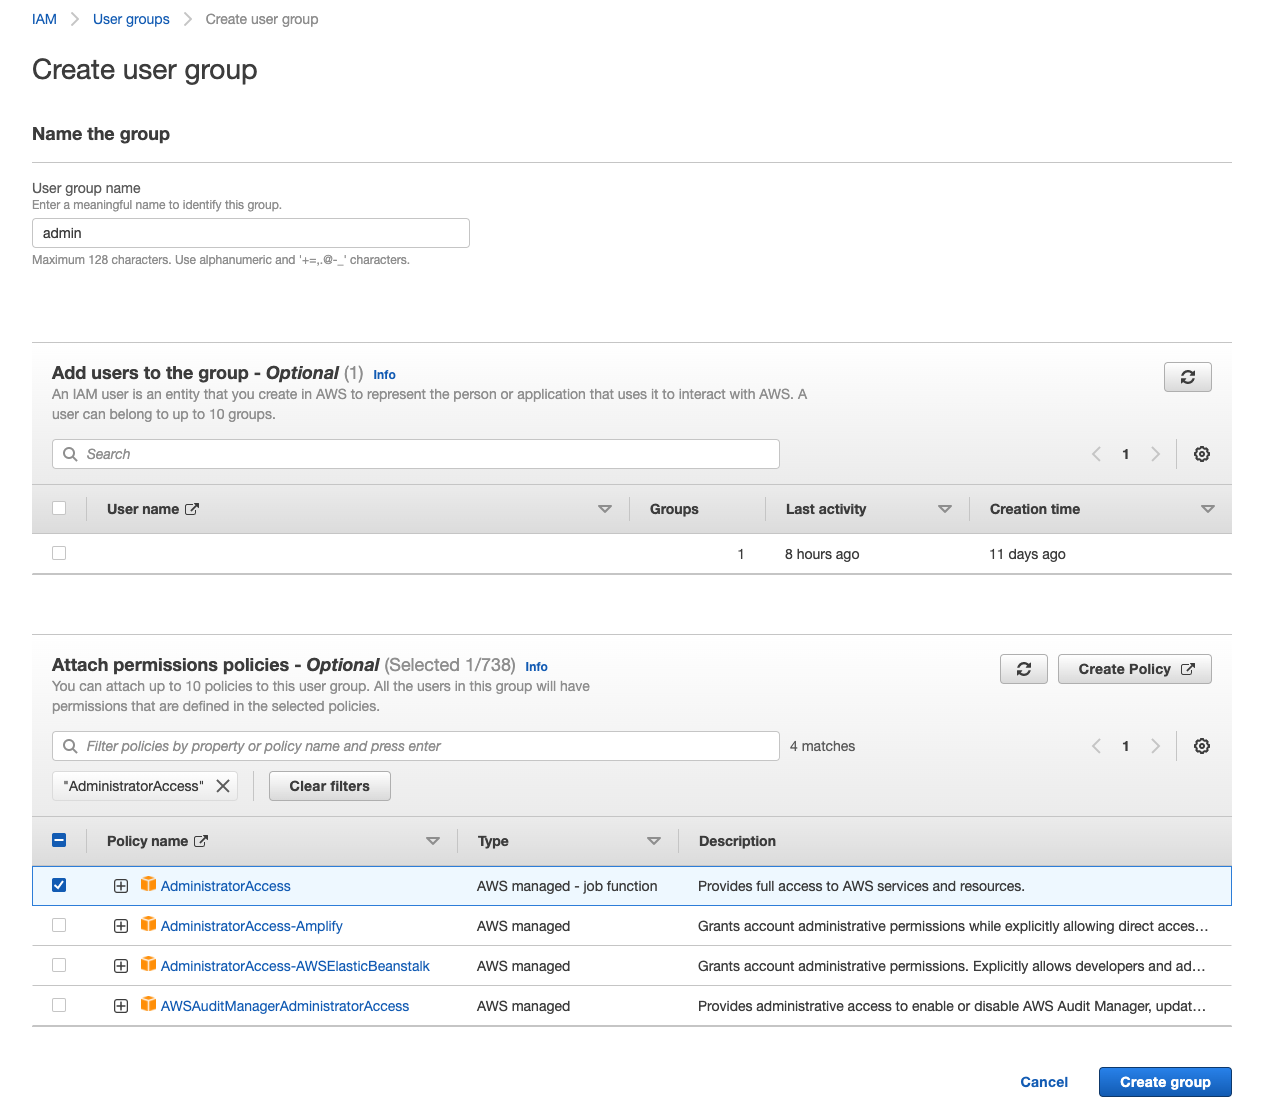 IAM > User groups > Create user group
Create user group
Name the group
User group name
Enter a meaningful name to identify this group.
admin
Maximum 128 characters. Use alphanumeric and '+=,.@-_' characters.
Add users to the group - Optional (1) Info
An IAM user is an entity that you create in AWS to represent the person or application that uses it to interact with AWS. A
user can belong to up to 10 groups.
Search
1
User name Groups Last activity Creation time
1 8 hours ago 11 days ago
Attach permissions policies - Optional (Selected 1/738) Info
Create Policy
You can attach up to 10 policies to this user group. All the users in this group will have
permissions that are defined in the selected policies.
Filter policies by property or policy name and press enter 4 matches 1
"AdministratorAccess" Clear filters
Policy name Type Description
AdministratorAccess AWS managed - job function Provides full access to AWS services and resources.
AdministratorAccess-Amplify AWS managed Grants account administrative permissions while explicitly allowing direct acces...
AdministratorAccess-AWSElasticBeanstalk AWS managed Grants account administrative permissions. Explicitly allows developers and ad...
AWSAuditManagerAdministratorAccess AWS managed Provides administrative access to enable or disable AWS Audit Manager, updat...
Cancel Create group